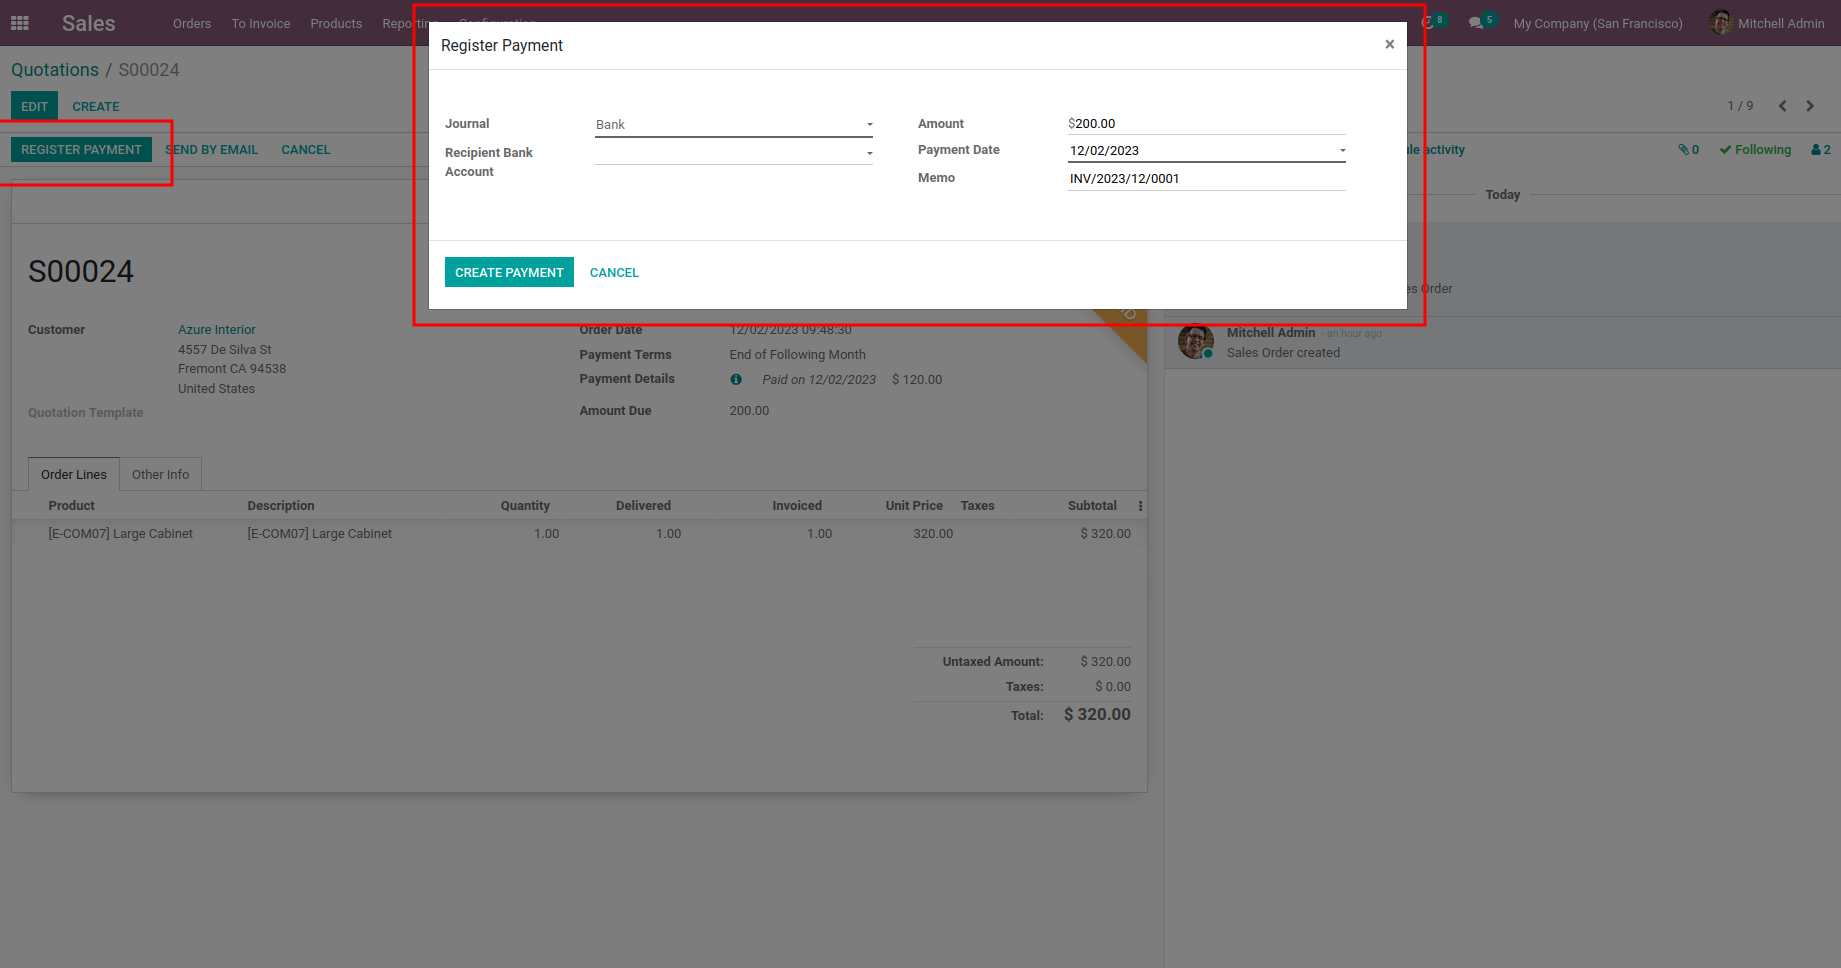 Sales Orders To Invoice Products Reporting Configuration 8 5 My Company (San Francisco) Mitchell Admin
Quotations / S00024
EDIT CREATE
1 / 9
REGISTER PAYMENT SEND BY EMAIL CANCEL
Register Payment ×
Journal Bank
Recipient Bank Account
Amount $200.00
Payment Date 12/02/2023
Memo INV/2023/12/0001
CREATE PAYMENT CANCEL
activity 0 Following 2
Today
Order
Mitchell Admin - an hour ago
Sales Order created
S00024
Customer Azure Interior
4557 De Silva St
Fremont CA 94538
United States
Quotation Template
Order Date 12/02/2023 09:48:30
Payment Terms End of Following Month
Payment Details Paid on 12/02/2023 $ 120.00
Amount Due 200.00
Order Lines Other Info
Product Description Quantity Delivered Invoiced Unit Price Taxes Subtotal
[E-COM07] Large Cabinet [E-COM07] Large Cabinet 1.00 1.00 1.00 320.00 $ 320.00
Untaxed Amount: $ 320.00
Taxes: $ 0.00
Total: $ 320.00